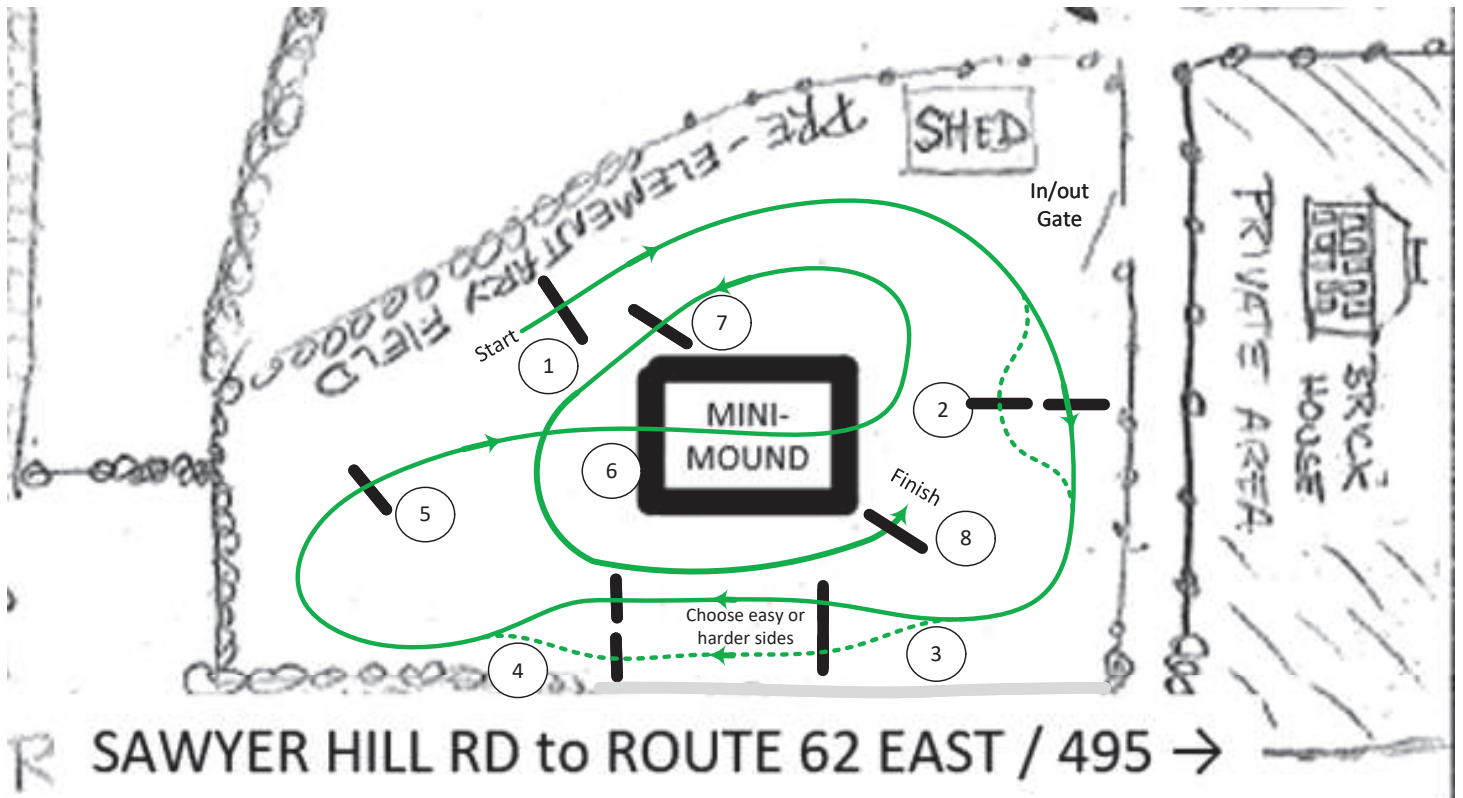 SHED
In/out
Gate
PRE-ELEMENTARY FIELD
Start
1
7
2
MINI-
MOUND
6
5
Finish
8
Choose easy or
harder sides
3
4
PRIVATE AREA
BRICK
HOUSE
R SAWYER HILL RD to ROUTE 62 EAST / 495 →